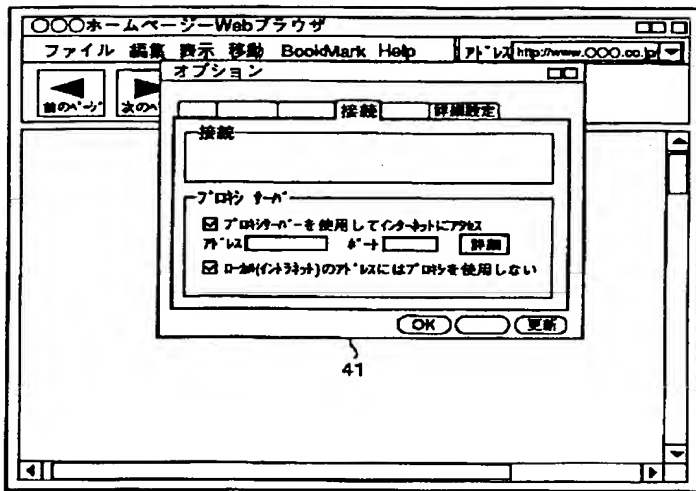 ○○○ホームページーWebブラウザ
ファイル 編集 表示 移動 BookMark Help アドレス http://www.○○○.co.jp/
前のページ 次のペ
オプション
接続 詳細設定
接続
プロキシ サーバー
プロキシサーバーを使用してインターネットにアクセス
アドレス ポート 詳細
ローカル(イントラネット)のアドレスにはプロキシを使用しない
OK 更新
41